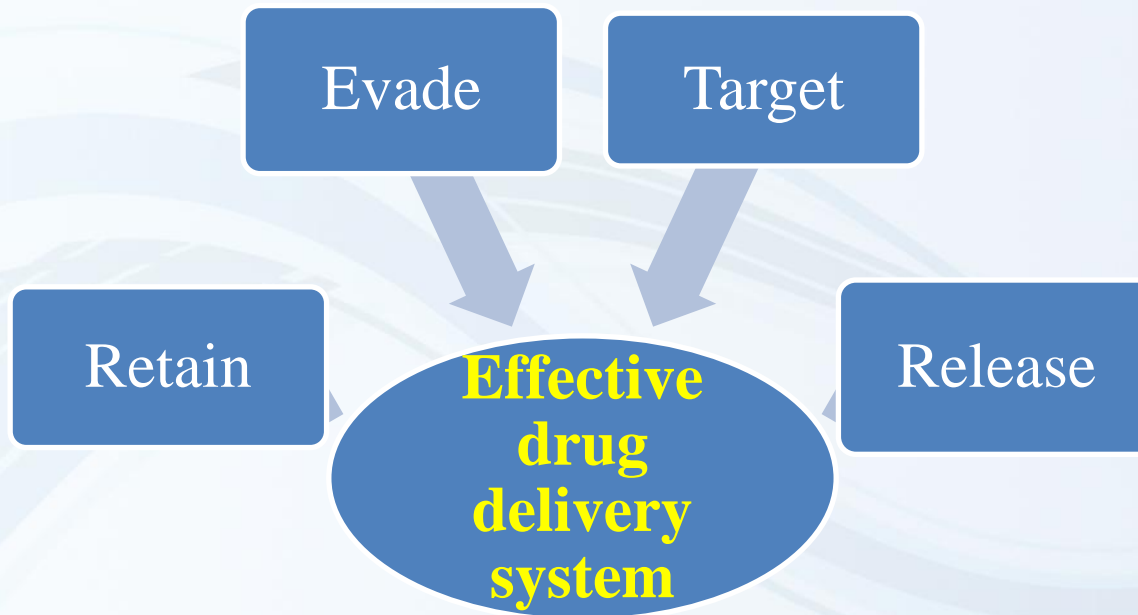 Evade
Target
Retain
Release
Effective
drug
delivery
system